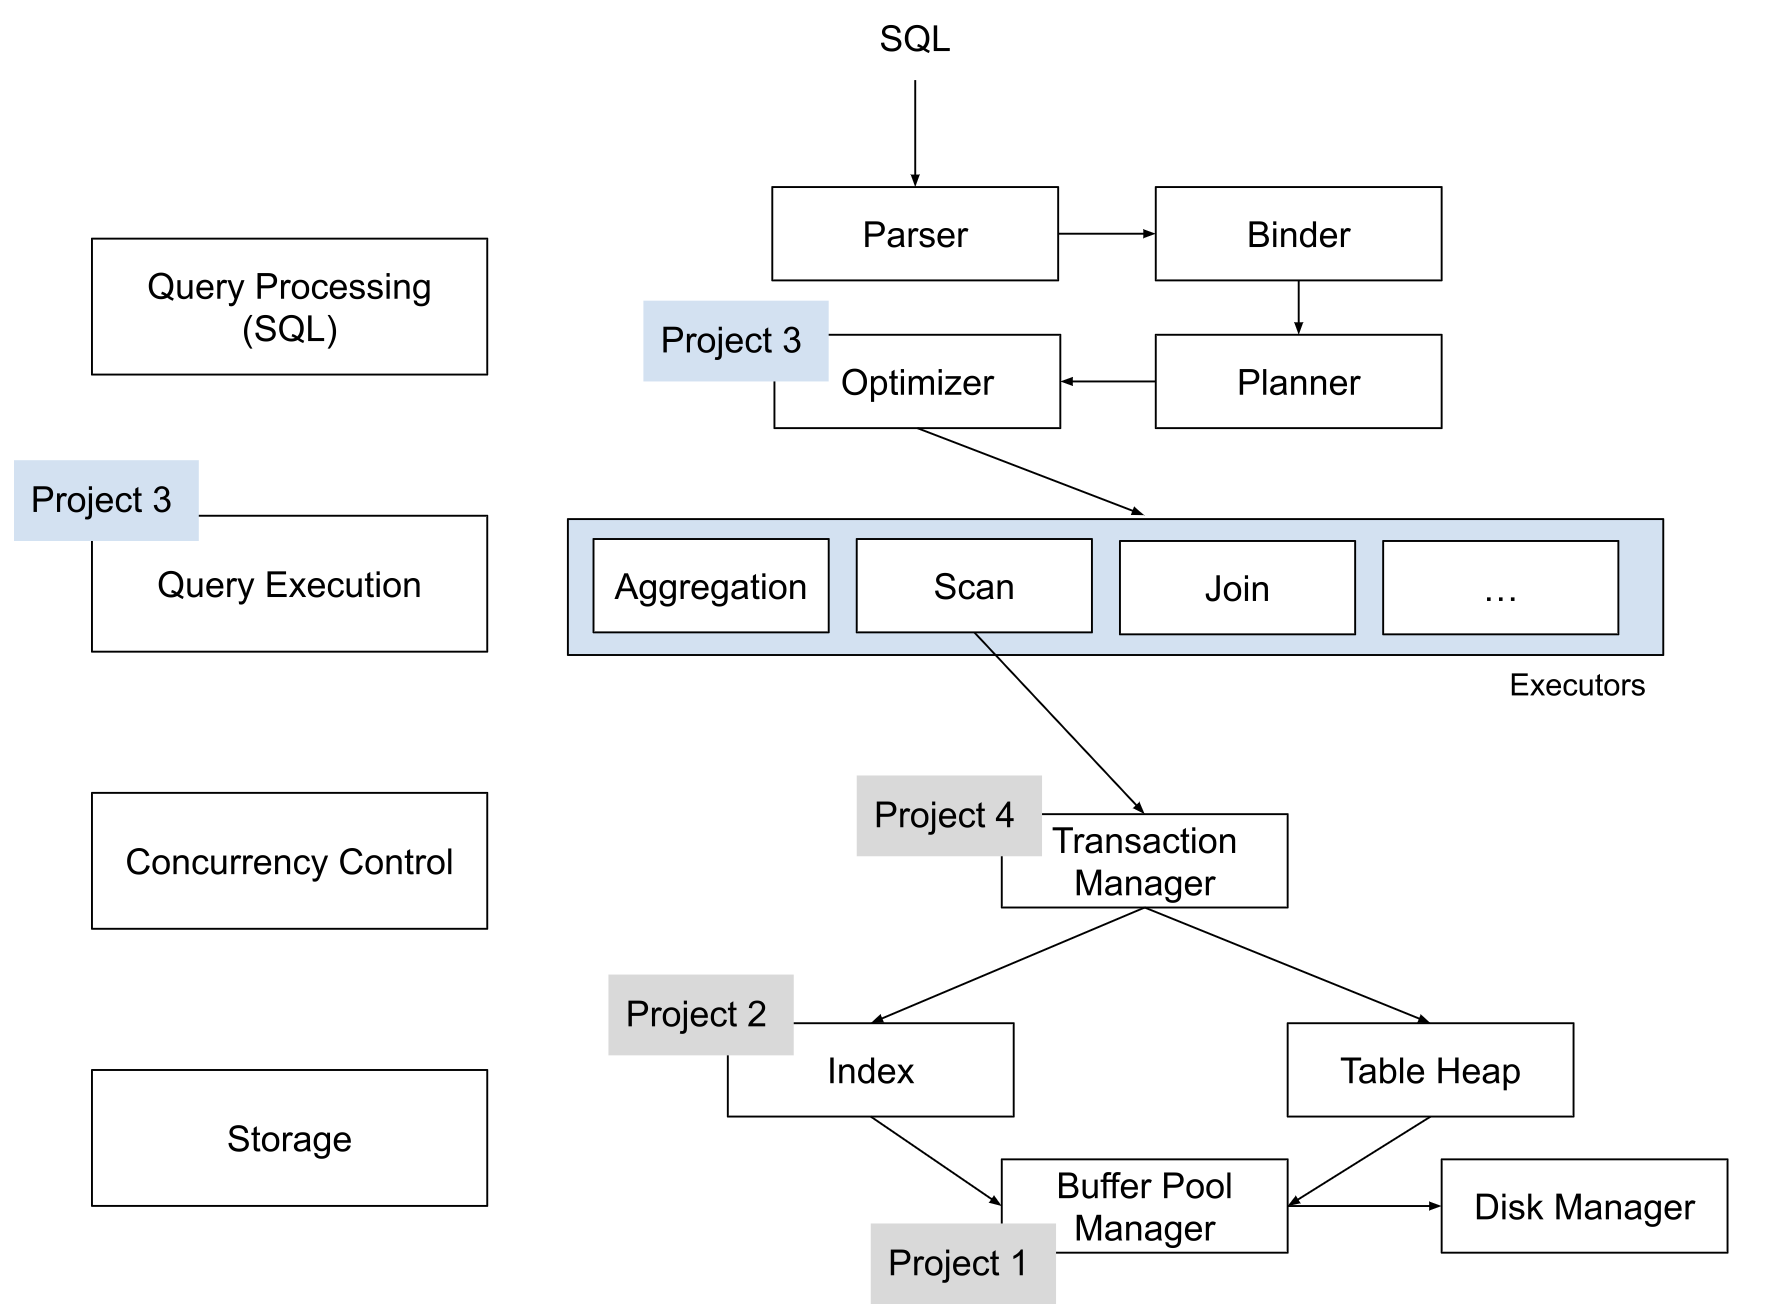 SQL
Parser
Binder
Query Processing
(SQL)
Project 3
Optimizer
Planner
Project 3
Query Execution
Aggregation
Scan
Join
…
Executors
Project 4
Transaction
Manager
Concurrency Control
Project 2
Index
Table Heap
Storage
Buffer Pool
Manager
Disk Manager
Project 1